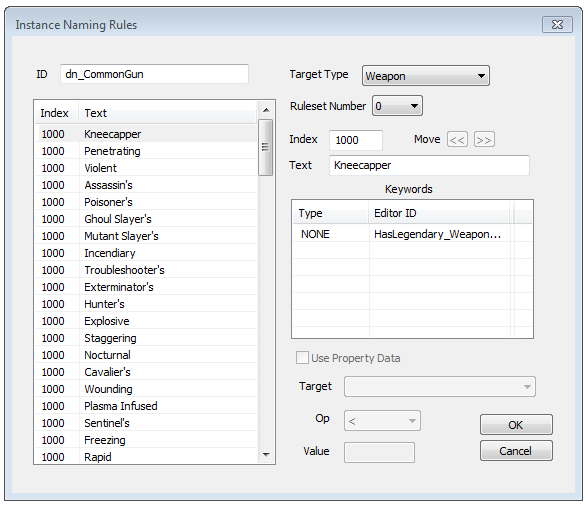 Instance Naming Rules
ID dn_CommonGun
Index Text
1000 Kneecapper
1000 Penetrating
1000 Violent
1000 Assassin's
1000 Poisoner's
1000 Ghoul Slayer's
1000 Mutant Slayer's
1000 Incendiary
1000 Troubleshooter's
1000 Exterminator's
1000 Hunter's
1000 Explosive
1000 Staggering
1000 Nocturnal
1000 Cavalier's
1000 Wounding
1000 Plasma Infused
1000 Sentinel's
1000 Freezing
1000 Rapid
Target Type Weapon
Ruleset Number 0
Index 1000 Move << >>
Text Kneecapper
Keywords
Type Editor ID
NONE HasLegendary_Weapon...
Use Property Data
Target
Op <
Value
OK
Cancel